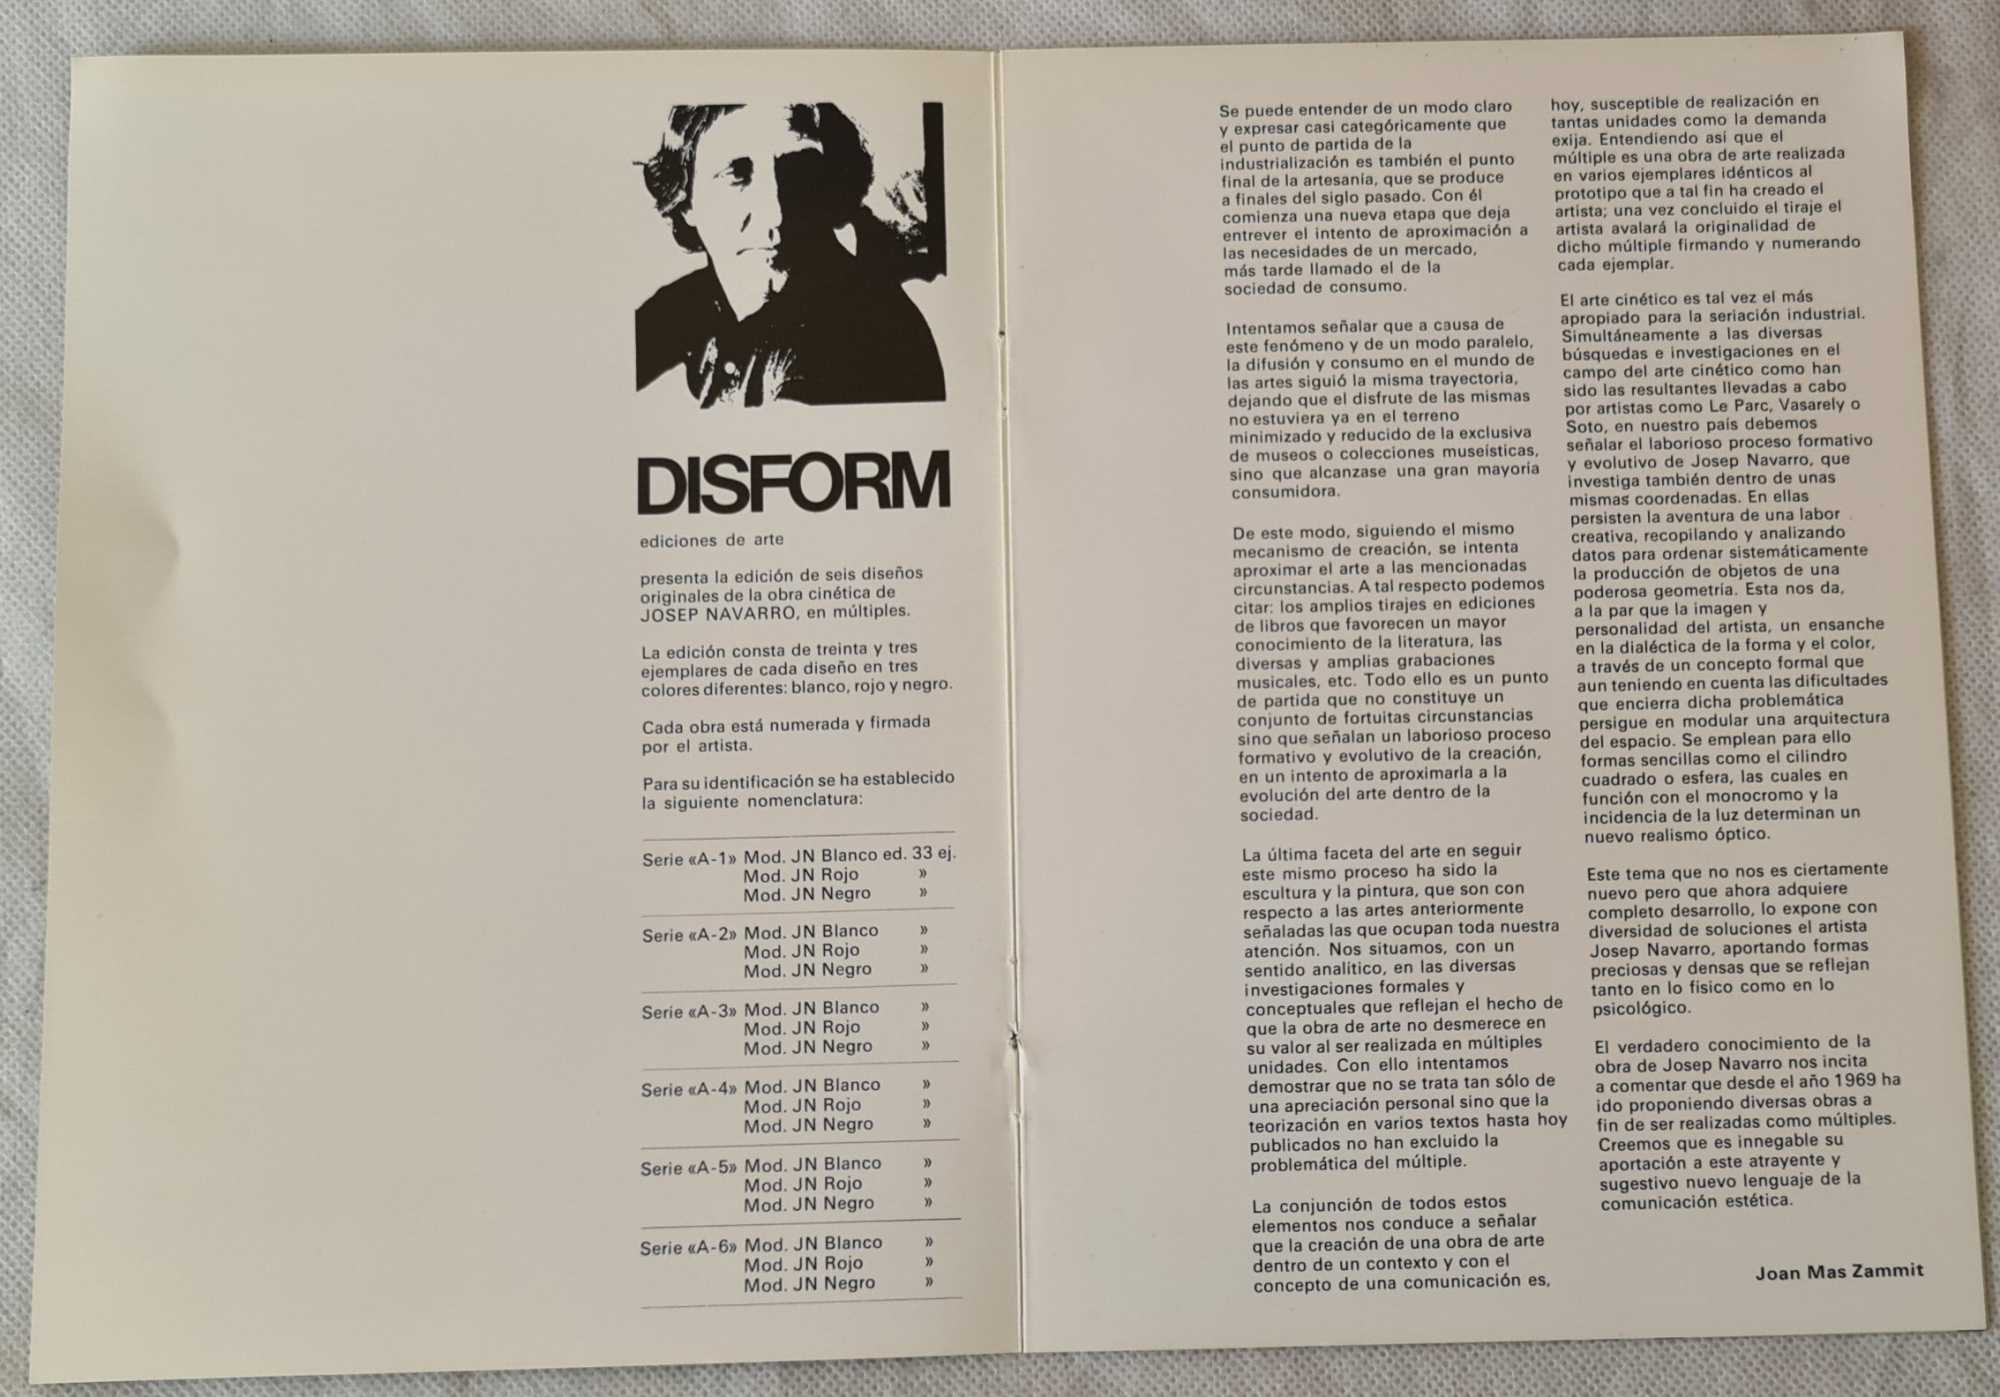 DISFORM
ediciones de arte
presenta la edición de seis diseños
originales de la obra cinética de
JOSEP NAVARRO, en múltiples.
La edición consta de treinta y tres
ejemplares de cada diseño en tres
colores diferentes: blanco, rojo y negro.
Cada obra está numerada y firmada
por el artista.
Para su identificación se ha establecido
la siguiente nomenclatura:
Serie «A-1» Mod. JN Blanco ed. 33 ej.
Mod. JN Rojo »
Mod. JN Negro »
Serie «A-2» Mod. JN Blanco »
Mod. JN Rojo »
Mod. JN Negro »
Serie «A-3» Mod. JN Blanco »
Mod. JN Rojo »
Mod. JN Negro »
Serie «A-4» Mod. JN Blanco »
Mod. JN Rojo »
Mod. JN Negro »
Serie «A-5» Mod. JN Blanco »
Mod. JN Rojo »
Mod. JN Negro »
Serie «A-6» Mod. JN Blanco »
Mod. JN Rojo »
Mod. JN Negro »
Se puede entender de un modo claro
y expresar casi categóricamente que
el punto de partida de la
industrialización es también el punto
final de la artesanía, que se produce
a finales del siglo pasado. Con él
comienza una nueva etapa que deja
entrever el intento de aproximación a
las necesidades de un mercado,
más tarde llamado el de la
sociedad de consumo.
Intentamos señalar que a causa de
este fenómeno y de un modo paralelo,
la difusión y consumo en el mundo de
las artes siguió la misma trayectoria,
dejando que el disfrute de las mismas
no estuviera ya en el terreno
minimizado y reducido de la exclusiva
de museos o colecciones museísticas,
sino que alcanzase una gran mayoría
consumidora.
De este modo, siguiendo el mismo
mecanismo de creación, se intenta
aproximar el arte a las mencionadas
circunstancias. A tal respecto podemos
citar: los amplios tirajes en ediciones
de libros que favorecen un mayor
conocimiento de la literatura, las
diversas y amplias grabaciones
musicales, etc. Todo ello es un punto
de partida que no constituye un
conjunto de fortuitas circunstancias
sino que señalan un laborioso proceso
formativo y evolutivo de la creación,
en un intento de aproximarla a la
evolución del arte dentro de la
sociedad.
La última faceta del arte en seguir
este mismo proceso ha sido la
escultura y la pintura, que son con
respecto a las artes anteriormente
señaladas las que ocupan toda nuestra
atención. Nos situamos, con un
sentido analítico, en las diversas
investigaciones formales y
conceptuales que reflejan el hecho de
que la obra de arte no desmerece en
su valor al ser realizada en múltiples
unidades. Con ello intentamos
demostrar que no se trata tan sólo de
una apreciación personal sino que la
teorización en varios textos hasta hoy
publicados no han excluido la
problemática del múltiple.
La conjunción de todos estos
elementos nos conduce a señalar
que la creación de una obra de arte
dentro de un contexto y con el
concepto de una comunicación es,
hoy, susceptible de realización en
tantas unidades como la demanda
exija. Entendiendo así que el
múltiple es una obra de arte realizada
en varios ejemplares idénticos al
prototipo que a tal fin ha creado el
artista; una vez concluido el tiraje el
artista avalará la originalidad de
dicho múltiple firmando y numerando
cada ejemplar.
El arte cinético es tal vez el más
apropiado para la seriación industrial.
Simultáneamente a las diversas
búsquedas e investigaciones en el
campo del arte cinético como han
sido las resultantes llevadas a cabo
por artistas como Le Parc, Vasarely o
Soto, en nuestro país debemos
señalar el laborioso proceso formativo
y evolutivo de Josep Navarro, que
investiga también dentro de unas
mismas coordenadas. En ellas
persisten la aventura de una labor
creativa, recopilando y analizando
datos para ordenar sistemáticamente
la producción de objetos de una
poderosa geometría. Esta nos da,
a la par que la imagen y
personalidad del artista, un ensanche
en la dialéctica de la forma y el color,
a través de un concepto formal que
aun teniendo en cuenta las dificultades
que encierra dicha problemática
persigue en modular una arquitectura
del espacio. Se emplean para ello
formas sencillas como el cilindro
cuadrado o esfera, las cuales en
función con el monocromo y la
incidencia de la luz determinan un
nuevo realismo óptico.
Este tema que no nos es ciertamente
nuevo pero que ahora adquiere
completo desarrollo, lo expone con
diversidad de soluciones el artista
Josep Navarro, aportando formas
preciosas y densas que se reflejan
tanto en lo físico como en lo
psicológico.
El verdadero conocimiento de la
obra de Josep Navarro nos incita
a comentar que desde el año 1969 ha
ido proponiendo diversas obras a
fin de ser realizadas como múltiples.
Creemos que es innegable su
aportación a este atrayente y
sugestivo nuevo lenguaje de la
comunicación estética.
Joan Mas Zammit